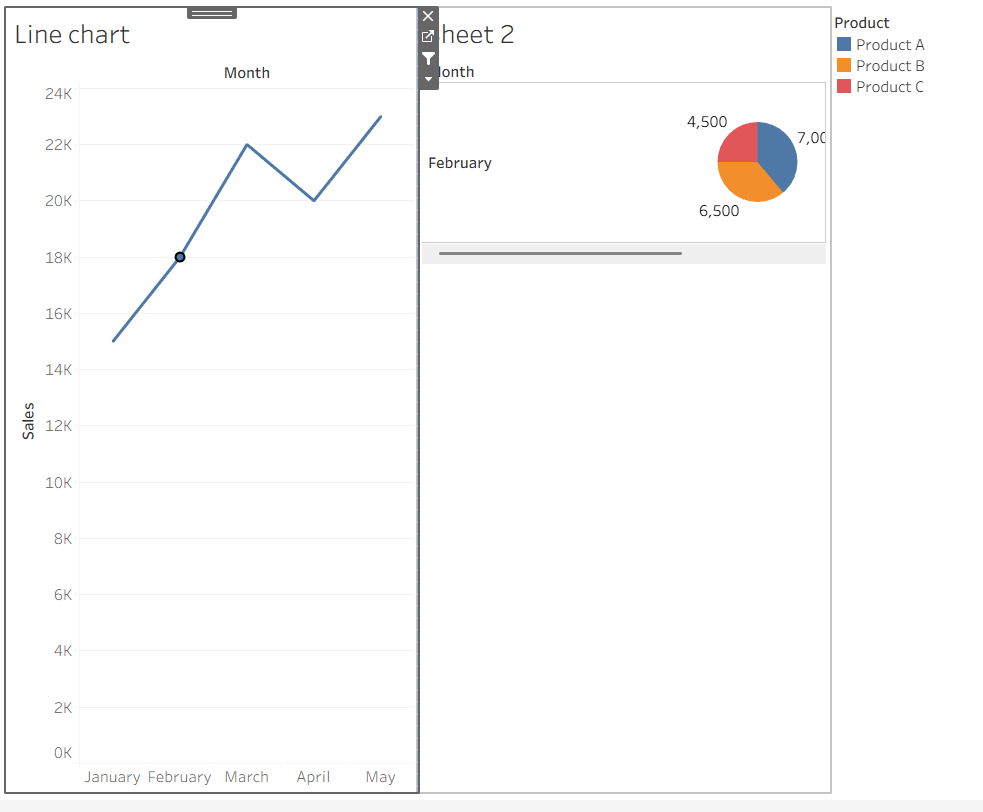 Line chart
Month
24K
22K
20K
18K
16K
14K
12K
10K
8K
6K
4K
2K
0K
Sales
January February March April May
heet 2
onth
February
4,500
7,00
6,500
Product
Product A
Product B
Product C